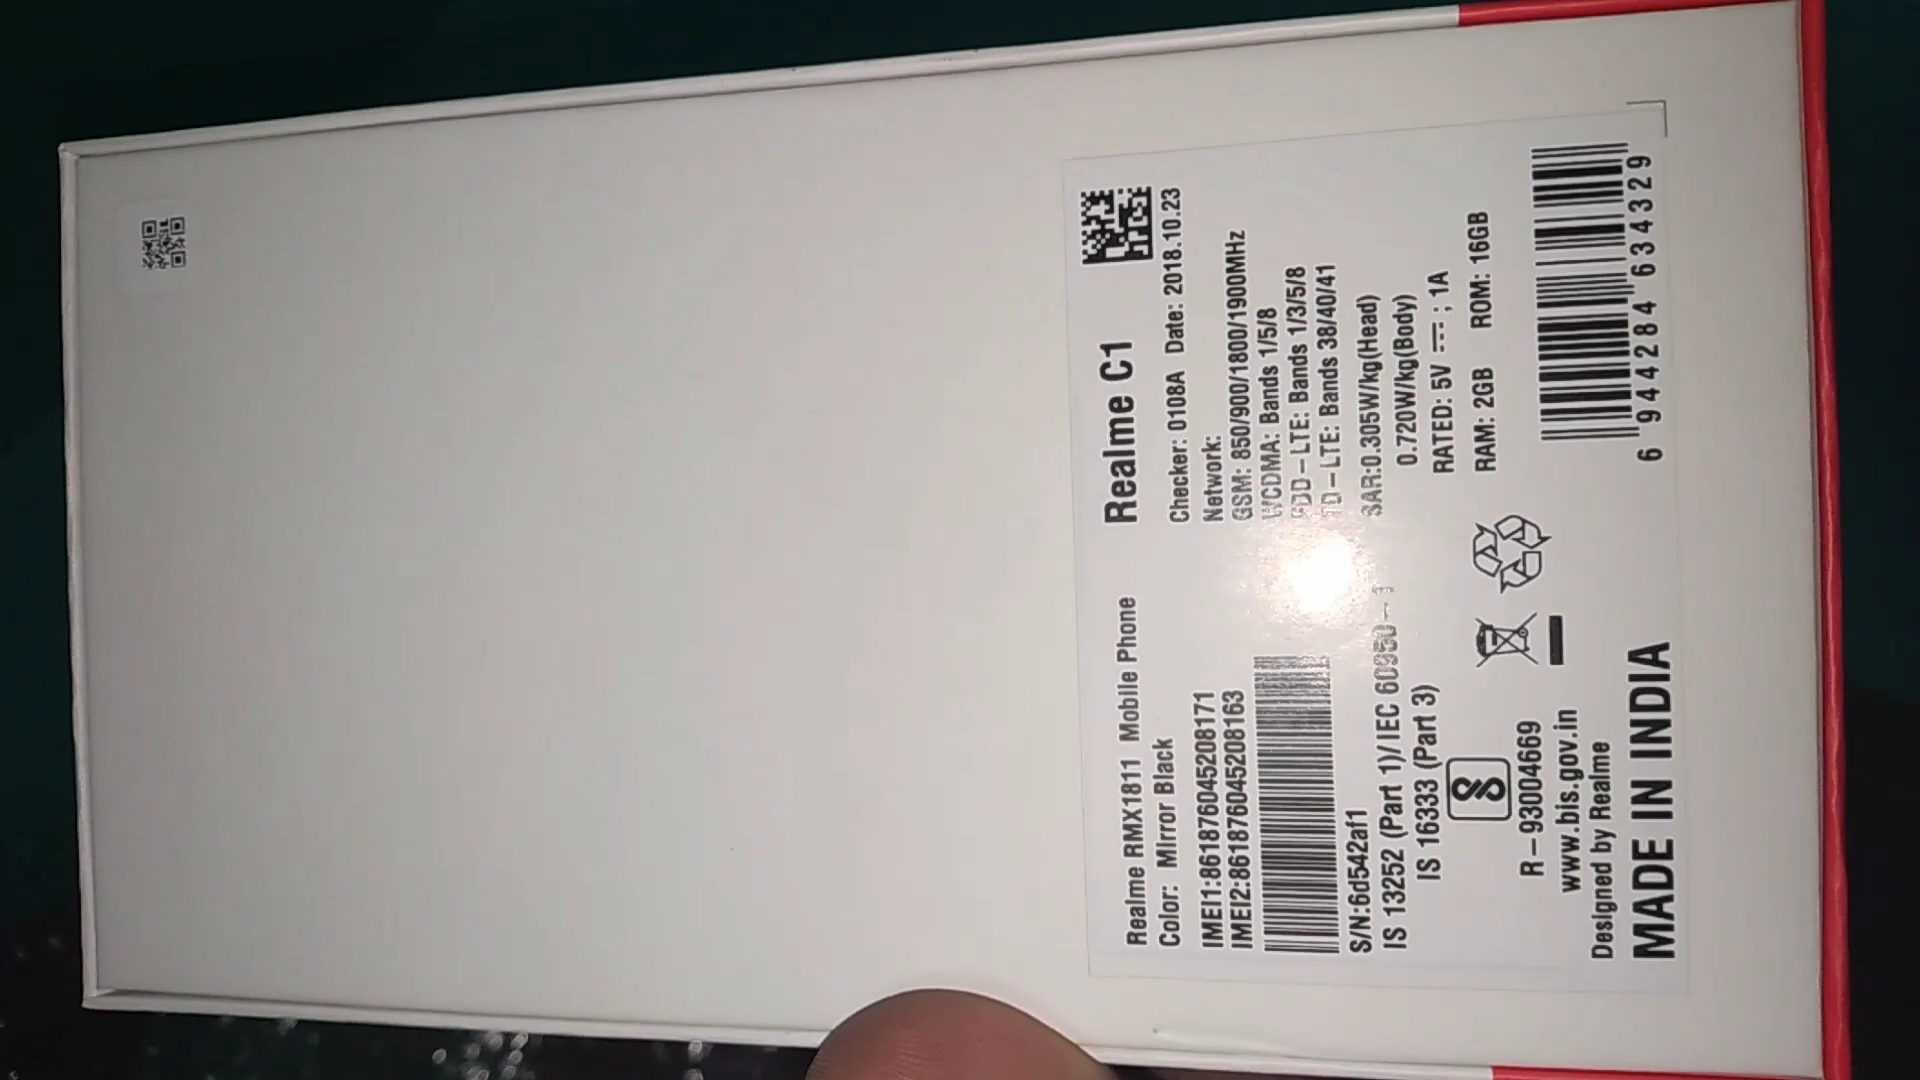 Realme RMX1811 Mobile Phone
Color: Mirror Black
IMEI1:861876045208171
IMEI2:861876045208163
S/N:6d542af1
IS 13252 (Part 1)/IEC 60950-1
IS 16333 (Part 3)
R-93004669
www.bis.gov.in
Designed by Realme
MADE IN INDIA
Realme C1
Checker: 0108A Date: 2018.10.23
Network:
GSM: 850/900/1800/1900MHz
WCDMA: Bands 1/5/8
FDD-LTE: Bands 1/3/5/8
TD-LTE: Bands 38/40/41
SAR:0.305W/kg(Head)
0.720W/kg(Body)
RATED: 5V ⎓ ; 1A
RAM: 2GB ROM: 16GB
6 944284 634329